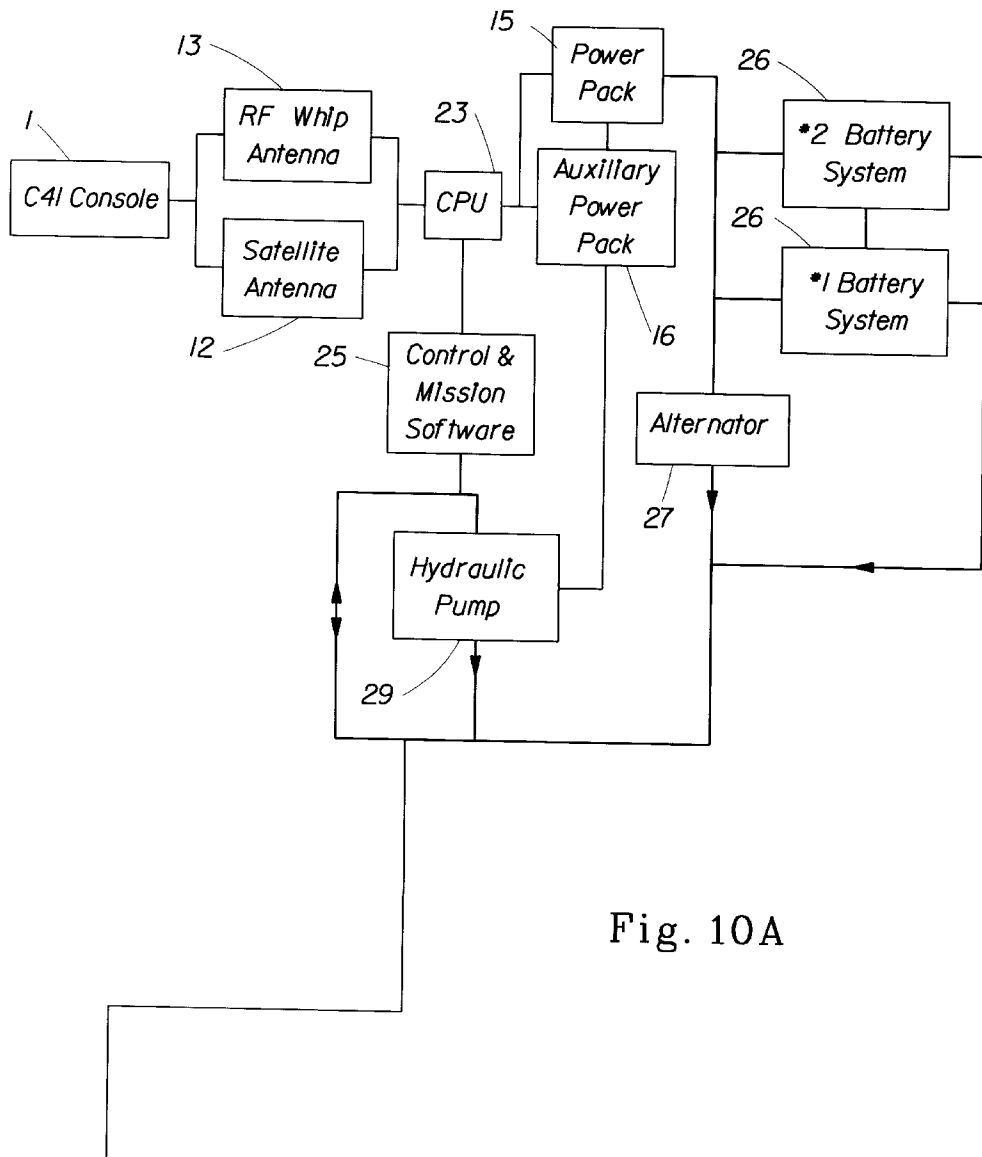 13
RF Whip
Antenna
1
C4I Console
Satellite
Antenna
12
23
CPU
15
Power
Pack
Auxiliary
Power
Pack
16
26
#2 Battery
System
26
#1 Battery
System
25
Control &
Mission
Software
Alternator
27
Hydraulic
Pump
29
Fig. 10A